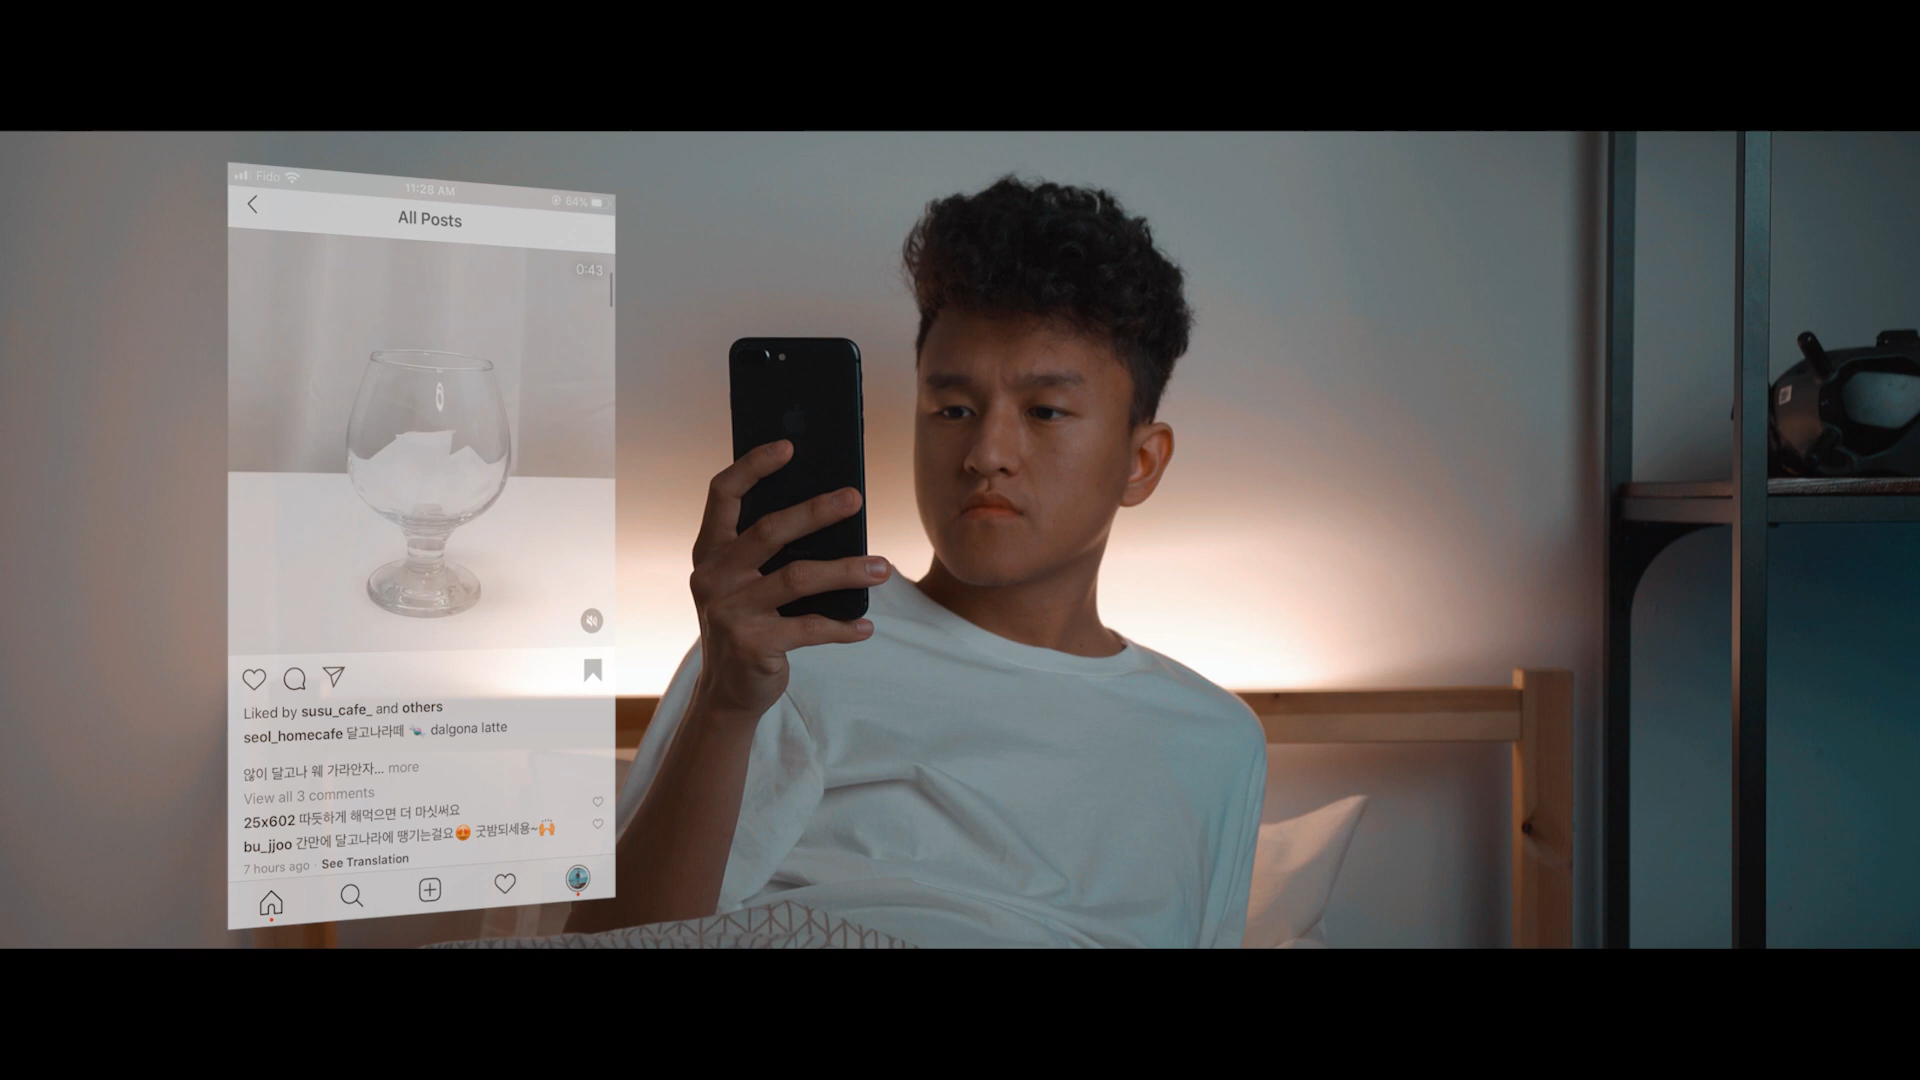 Fido
11:28 AM
64%
All Posts
0:43
Liked by susu_cafe_ and others
seol_homecafe 달고나라떼 🍬 dalgona latte
않이 달고나 웨 가라안자... more
View all 3 comments
25x602 따듯하게 해먹으면 더 마싯써요
bu_jjoo 간만에 달고나라에 땡기는걸요😍 굿밤되세용~🙌
7 hours ago · See Translation